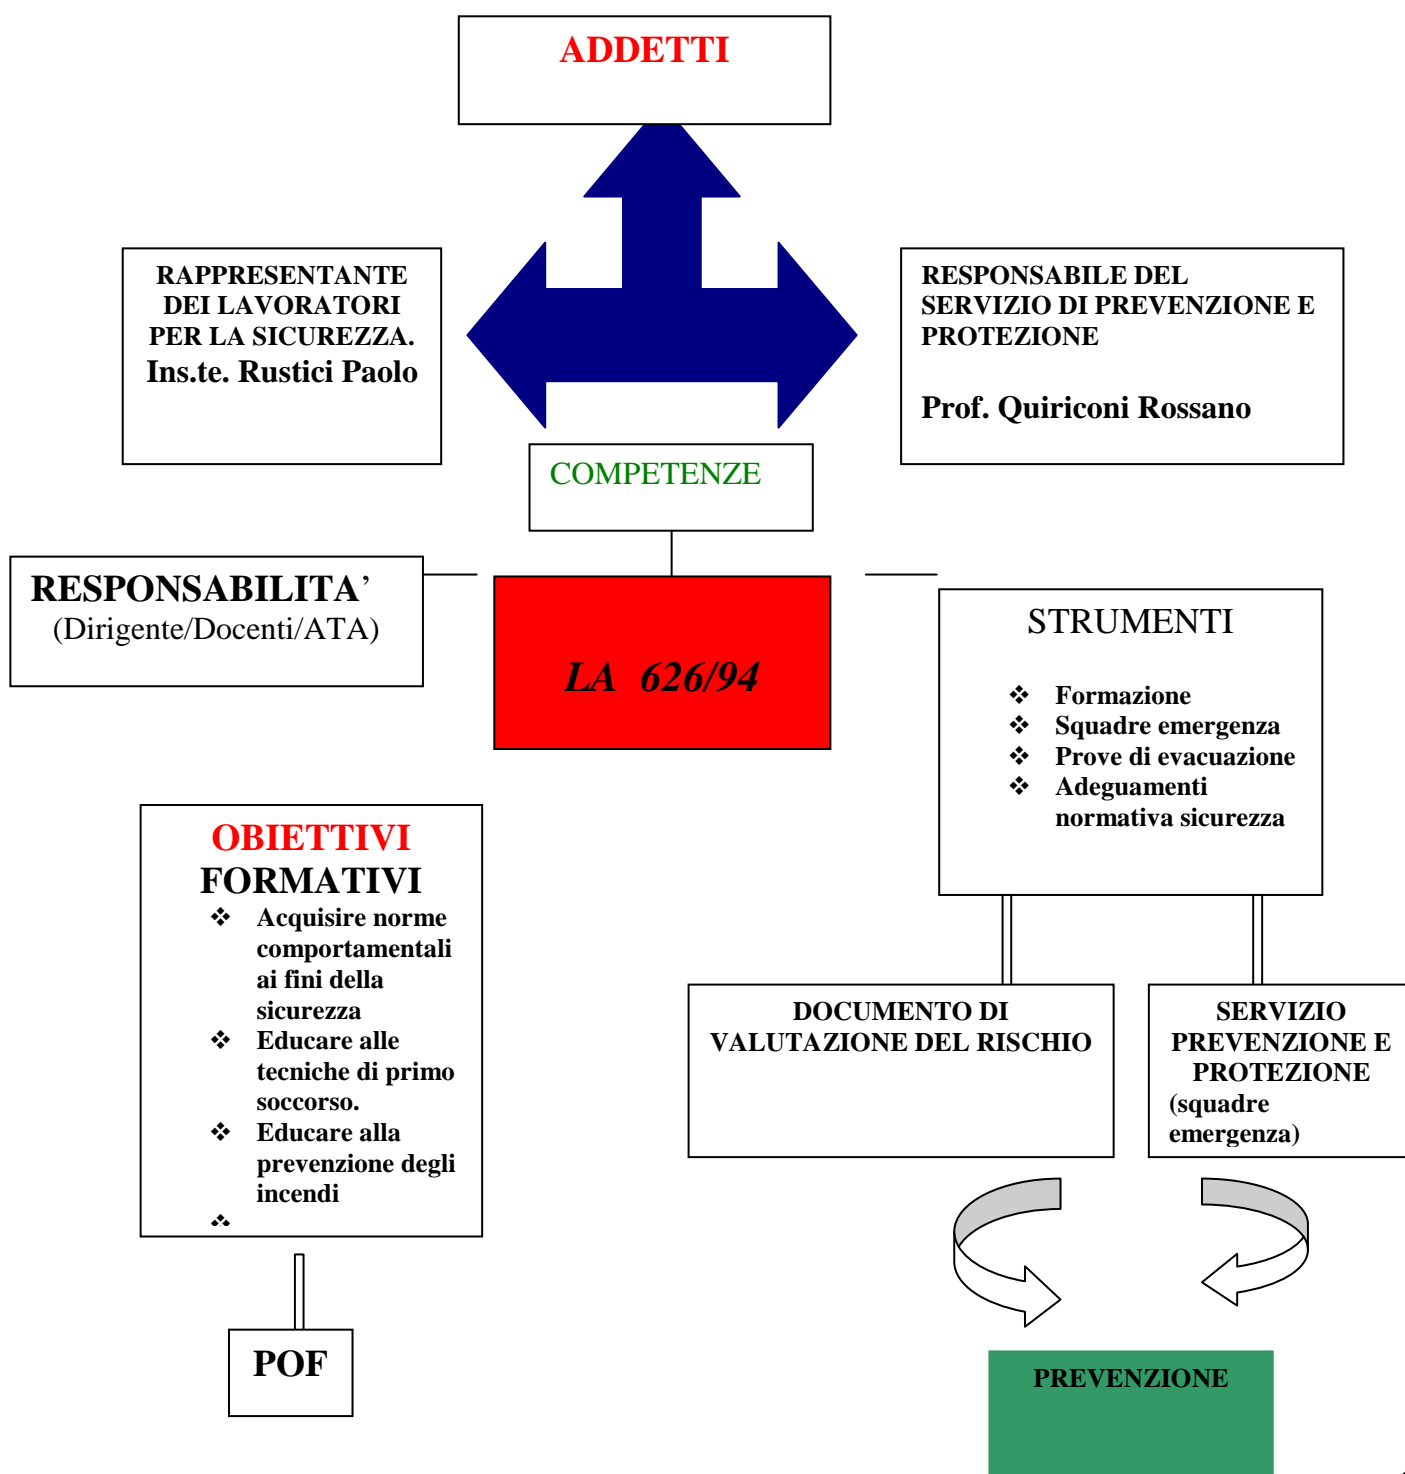 ADDETTI
RAPPRESENTANTE
DEI LAVORATORI
PER LA SICUREZZA.
Ins.te. Rustici Paolo
RESPONSABILE DEL
SERVIZIO DI PREVENZIONE E
PROTEZIONE
Prof. Quiriconi Rossano
COMPETENZE
RESPONSABILITA’
(Dirigente/Docenti/ATA)
LA 626/94
STRUMENTI
❖ Formazione
❖ Squadre emergenza
❖ Prove di evacuazione
❖ Adeguamenti
normativa sicurezza
OBIETTIVI
FORMATIVI
❖ Acquisire norme
comportamentali
ai fini della
sicurezza
❖ Educare alle
tecniche di primo
soccorso.
❖ Educare alla
prevenzione degli
incendi
❖
DOCUMENTO DI
VALUTAZIONE DEL RISCHIO
SERVIZIO
PREVENZIONE E
PROTEZIONE
(squadre
emergenza)
POF
PREVENZIONE